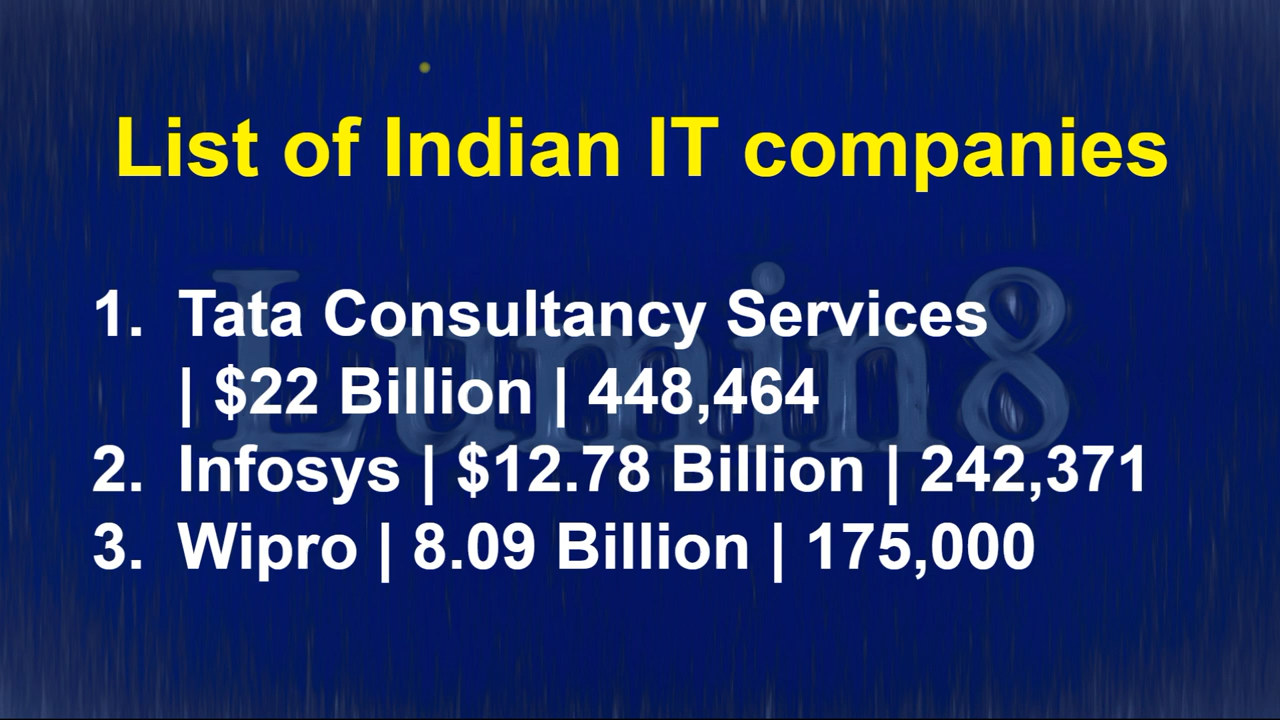 List of Indian IT companies
Lumin8
1. Tata Consultancy Services
| $22 Billion | 448,464
2. Infosys | $12.78 Billion | 242,371
3. Wipro | 8.09 Billion | 175,000